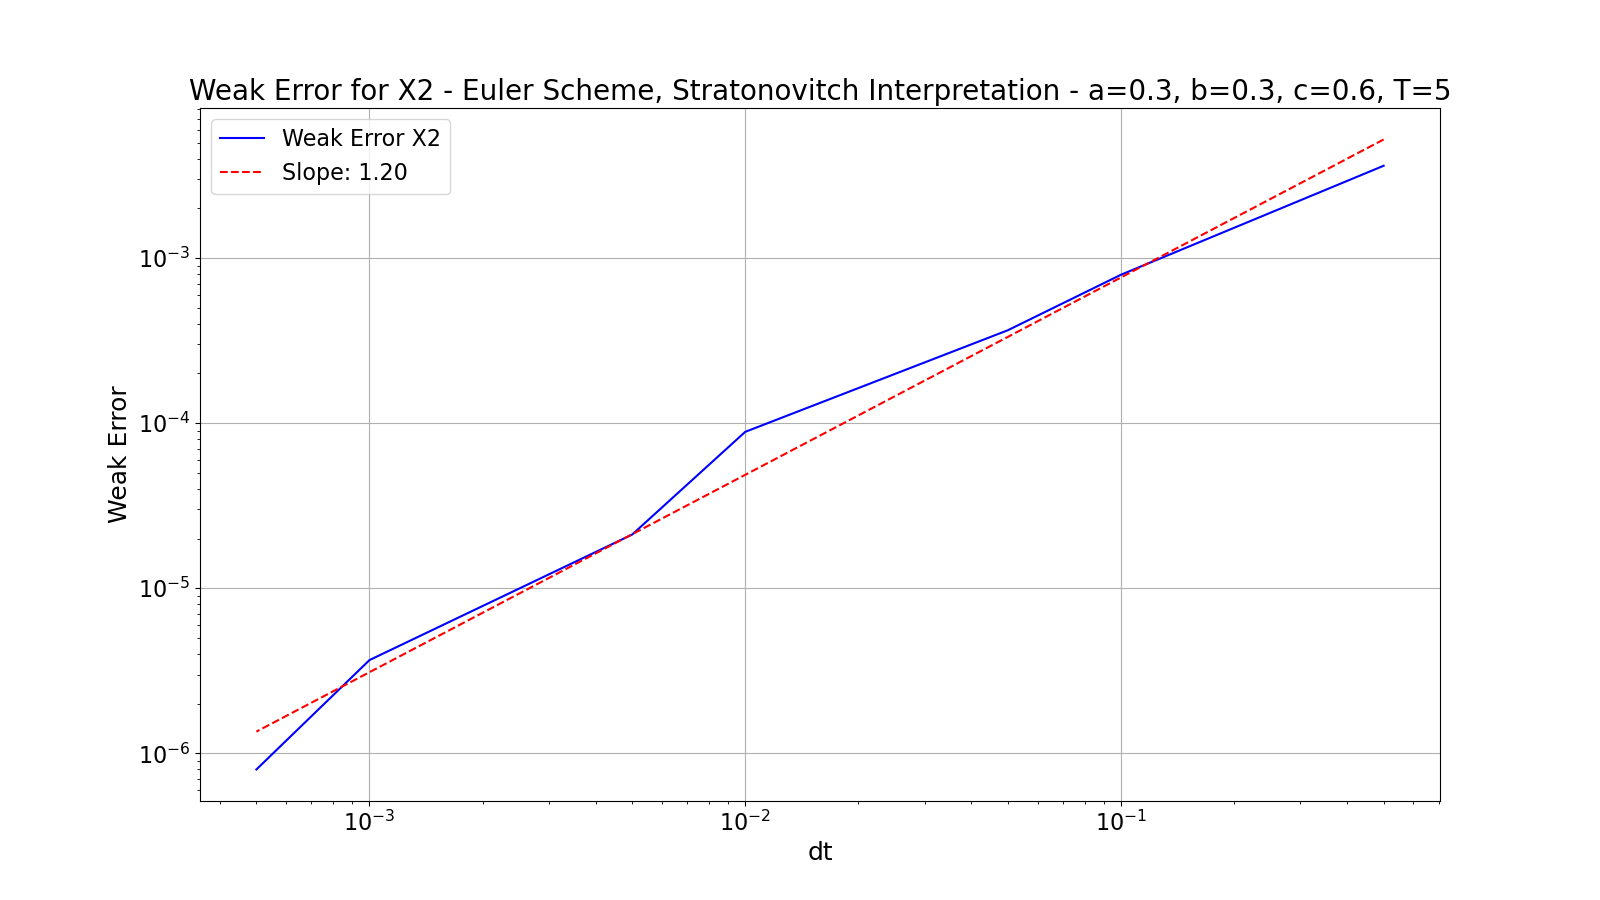 Weak Error for X2 - Euler Scheme, Stratonovitch Interpretation - a=0.3, b=0.3, c=0.6, T=5
Weak Error X2
Slope: 1.20
Weak Error
10⁻³
10⁻⁴
10⁻⁵
10⁻⁶
10⁻³ 10⁻² 10⁻¹
dt